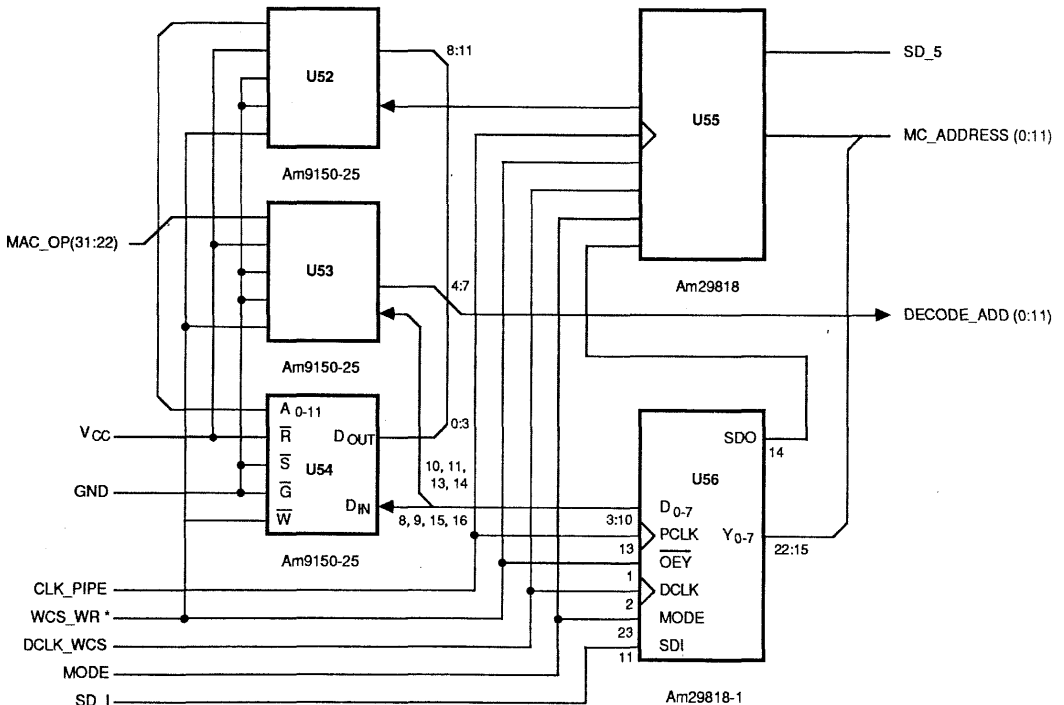 8:11
SD_5
U52
U55
MC_ADDRESS (0:11)
Am9150-25
MAC_OP(31:22)
U53
4:7
Am29818
DECODE_ADD (0:11)
Am9150-25
A 0-11
VCC
R
D OUT
0:3
SDO
14
S
U54
10, 11,
13, 14
U56
GND
G
D IN
8, 9, 15, 16
D 0-7
3:10
W
PCLK
Y0-7
22:15
13
Am9150-25
OEY
CLK_PIPE
1
DCLK
WCS_WR *
2
MODE
DCLK_WCS
23
SDI
MODE
11
SD_I
Am29818-1